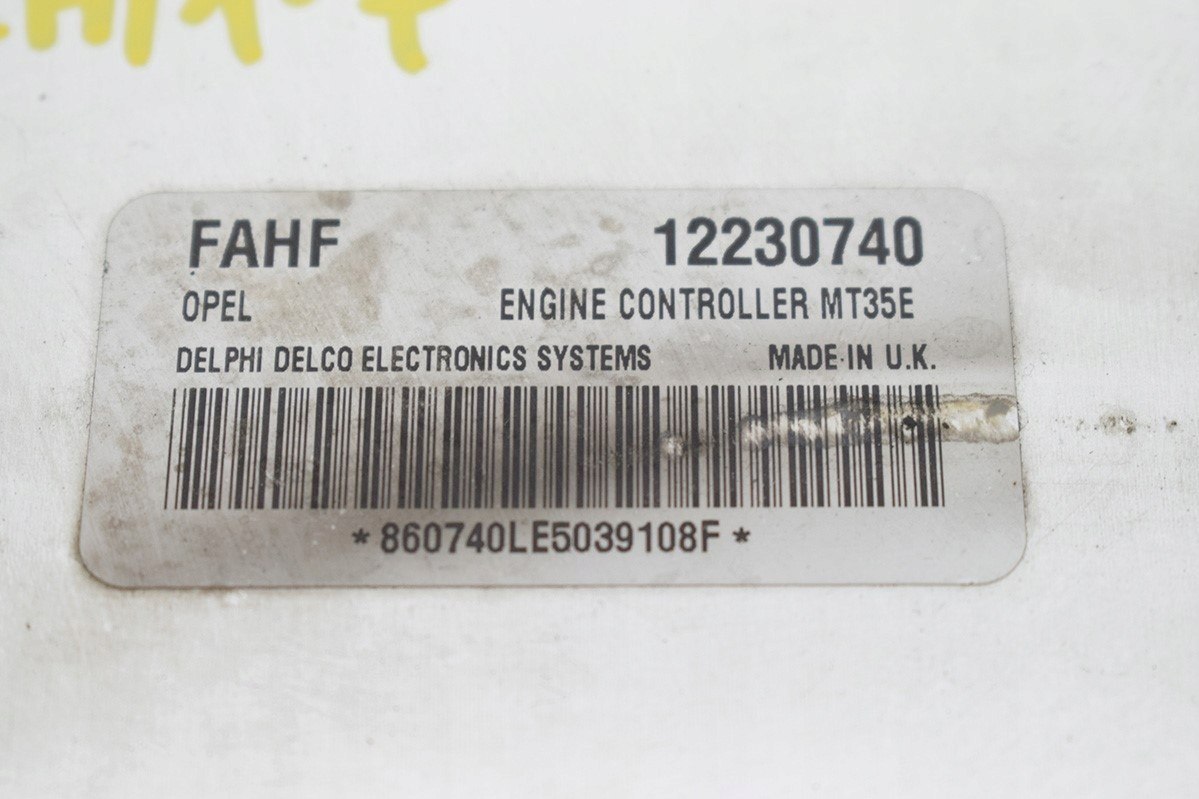 FAHF 12230740
OPEL ENGINE CONTROLLER MT35E
DELPHI DELCO ELECTRONICS SYSTEMS MADE IN U.K.
*860740LE5039108F*